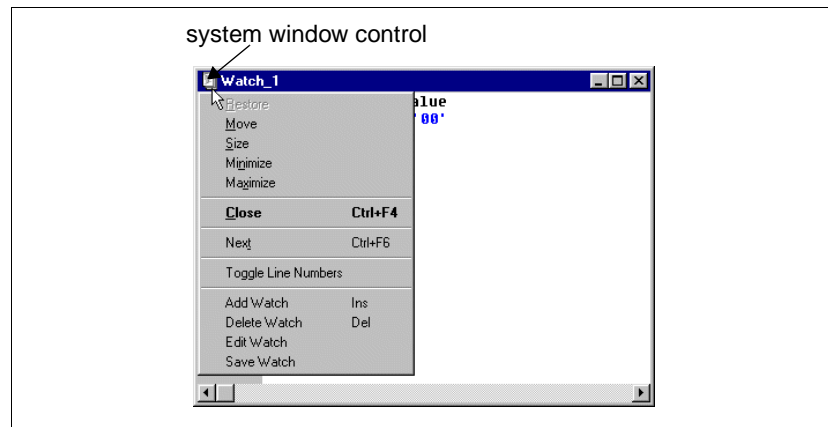 system window control
Watch_1
Restore alue
Move '00'
Size
Minimize
Maximize
Close Ctrl+F4
Next Ctrl+F6
Toggle Line Numbers
Add Watch Ins
Delete Watch Del
Edit Watch
Save Watch